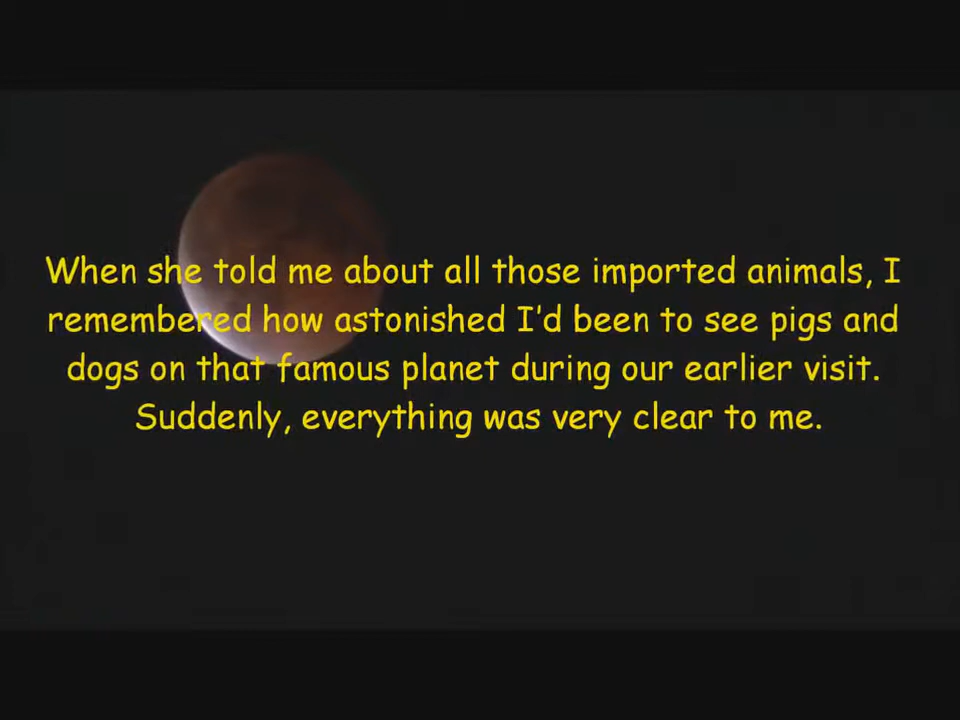 When she told me about all those imported animals, I
remembered how astonished I'd been to see pigs and
dogs on that famous planet during our earlier visit.
Suddenly, everything was very clear to me.